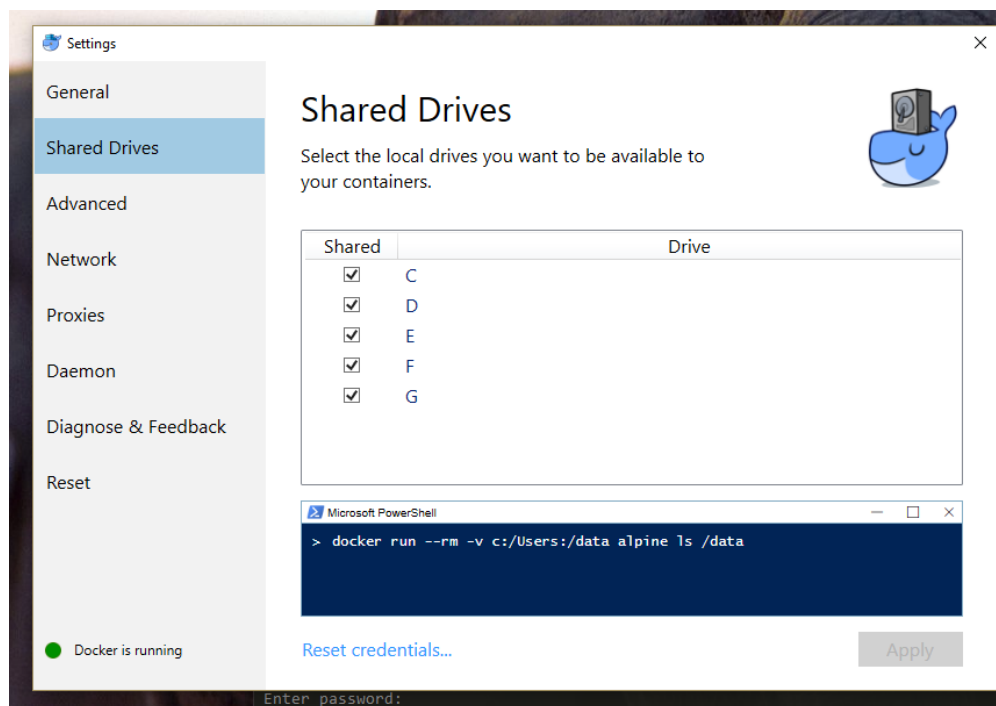 Settings
General
Shared Drives
Advanced
Network
Proxies
Daemon
Diagnose & Feedback
Reset
Docker is running
Shared Drives
Select the local drives you want to be available to
your containers.
Shared Drive
C
D
E
F
G
Microsoft PowerShell
> docker run --rm -v c:/Users:/data alpine ls /data
Reset credentials...
Apply
Enter password: